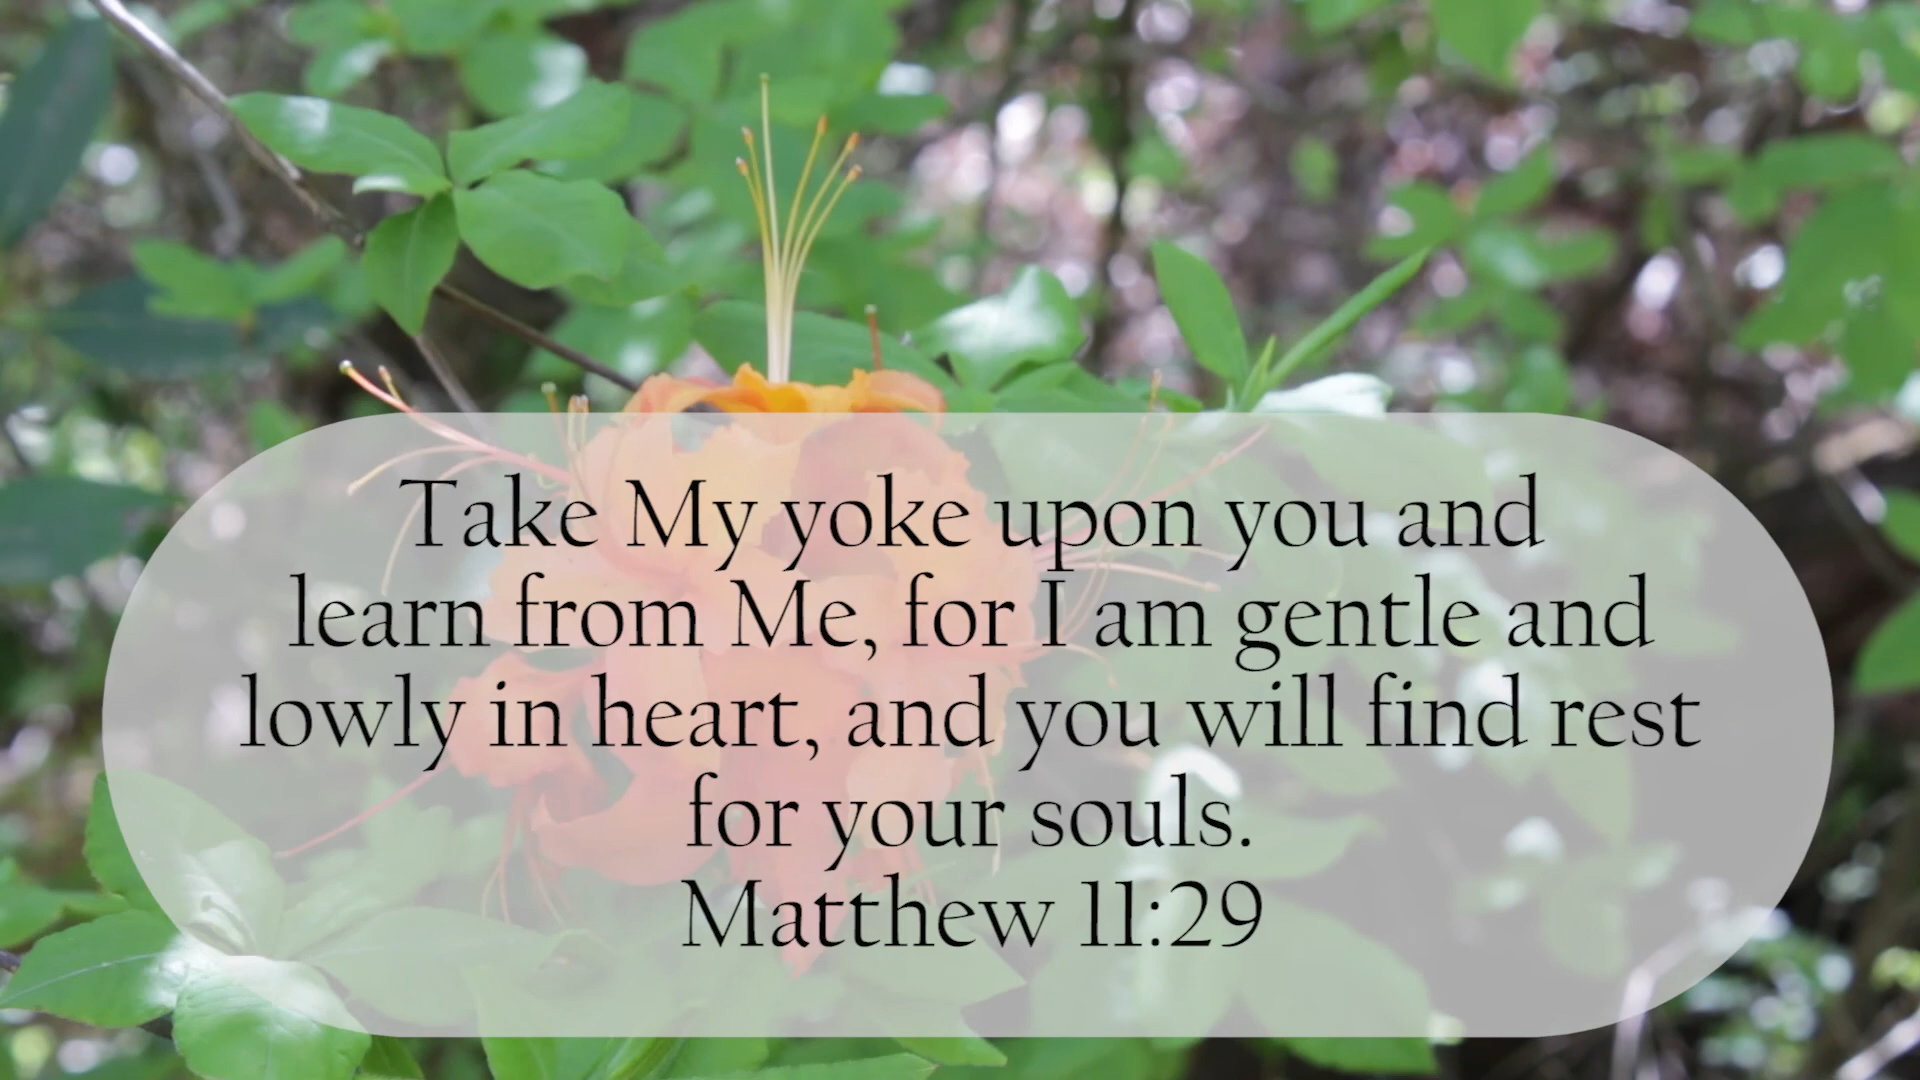 Take My yoke upon you and
learn from Me, for I am gentle and
lowly in heart, and you will find rest
for your souls.
Matthew 11:29